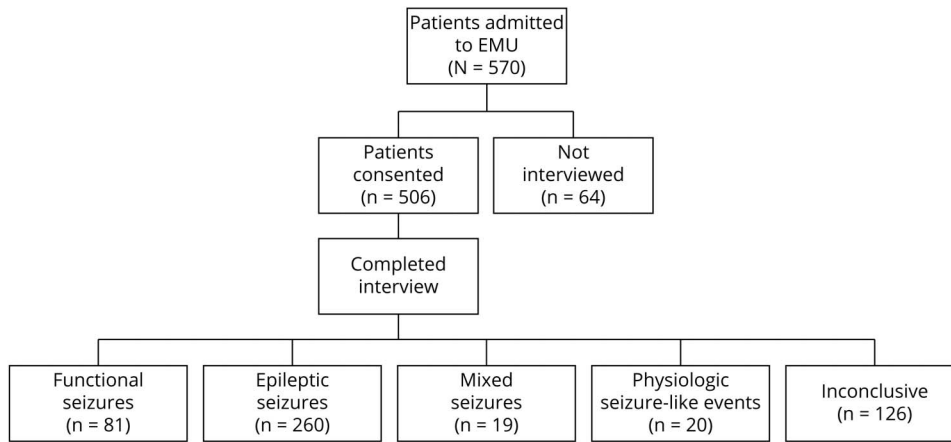 Patients admitted
to EMU
(N = 570)
Patients
consented
(n = 506)
Not
interviewed
(n = 64)
Completed
interview
Functional
seizures
(n = 81)
Epileptic
seizures
(n = 260)
Mixed
seizures
(n = 19)
Physiologic
seizure-like events
(n = 20)
Inconclusive
(n = 126)